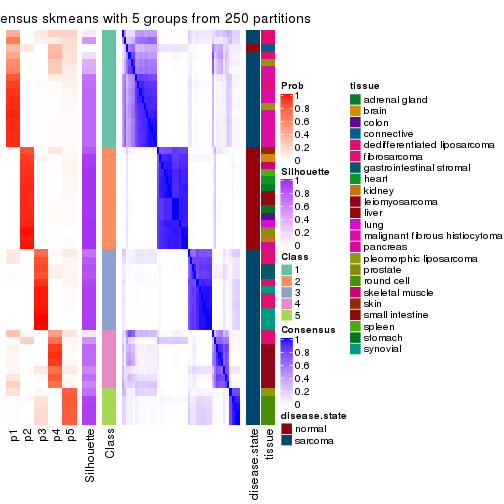 ensus skmeans with 5 groups from 250 partitions
p1
p2
p3
p4
p5
Silhouette
Class
disease.state
tissue
Prob
1
0.8
0.6
0.4
0.2
0
Silhouette
1
0.8
0.6
0.4
0.2
0
Class
1
2
3
4
5
Consensus
1
0.8
0.6
0.4
0.2
0
disease.state
normal
sarcoma
tissue
adrenal gland
brain
colon
connective
dedifferentiated liposarcoma
fibrosarcoma
gastrointestinal stromal
heart
kidney
leiomyosarcoma
liver
lung
malignant fibrous histiocytoma
pancreas
pleomorphic liposarcoma
prostate
round cell
skeletal muscle
skin
small intestine
spleen
stomach
synovial